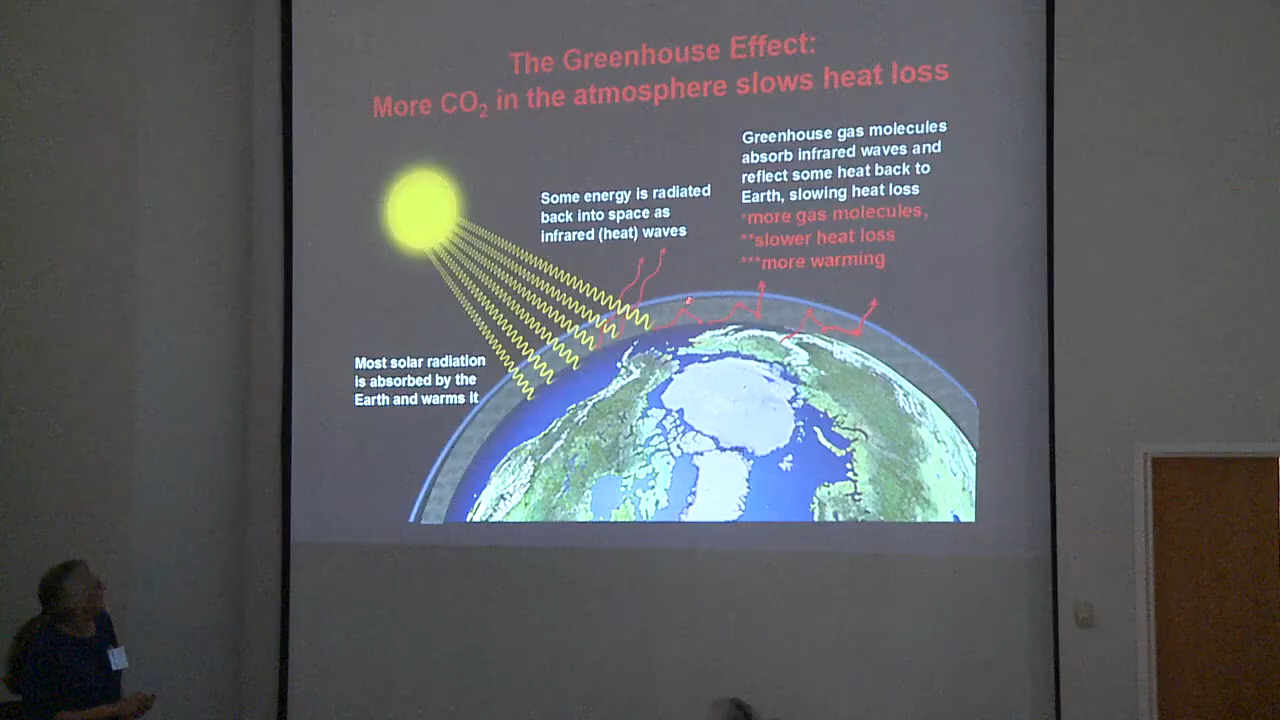 The Greenhouse Effect:
More CO₂ in the atmosphere slows heat loss
Greenhouse gas molecules
absorb infrared waves and
reflect some heat back to
Earth, slowing heat loss
*more gas molecules,
**slower heat loss
***more warming
Some energy is radiated
back into space as
infrared (heat) waves
Most solar radiation
is absorbed by the
Earth and warms it